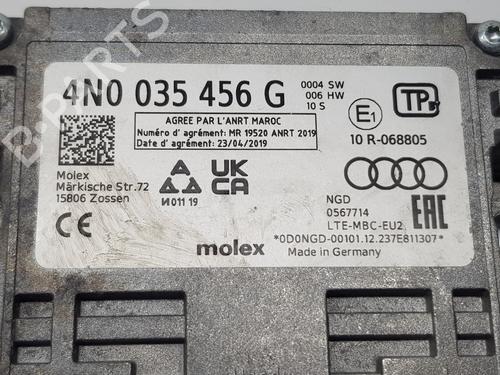 4N0 035 456 G
0004 SW
006 HW
10 S
AGREE PAR L'ANRT MAROC
Numéro d' agrément: MR 19520 ANRT 2019
Date d' agrément: 23/04/2019
E1
TP
10 R-068805
Molex
Märkische Str.72
15806 Zossen
И011 19
UK
CA
CE
molex
NGD
0567714
LTE-MBC-EU2
EAC
*0D0NGD-00101.12.237E811307*
Made in Germany
B-PARTS